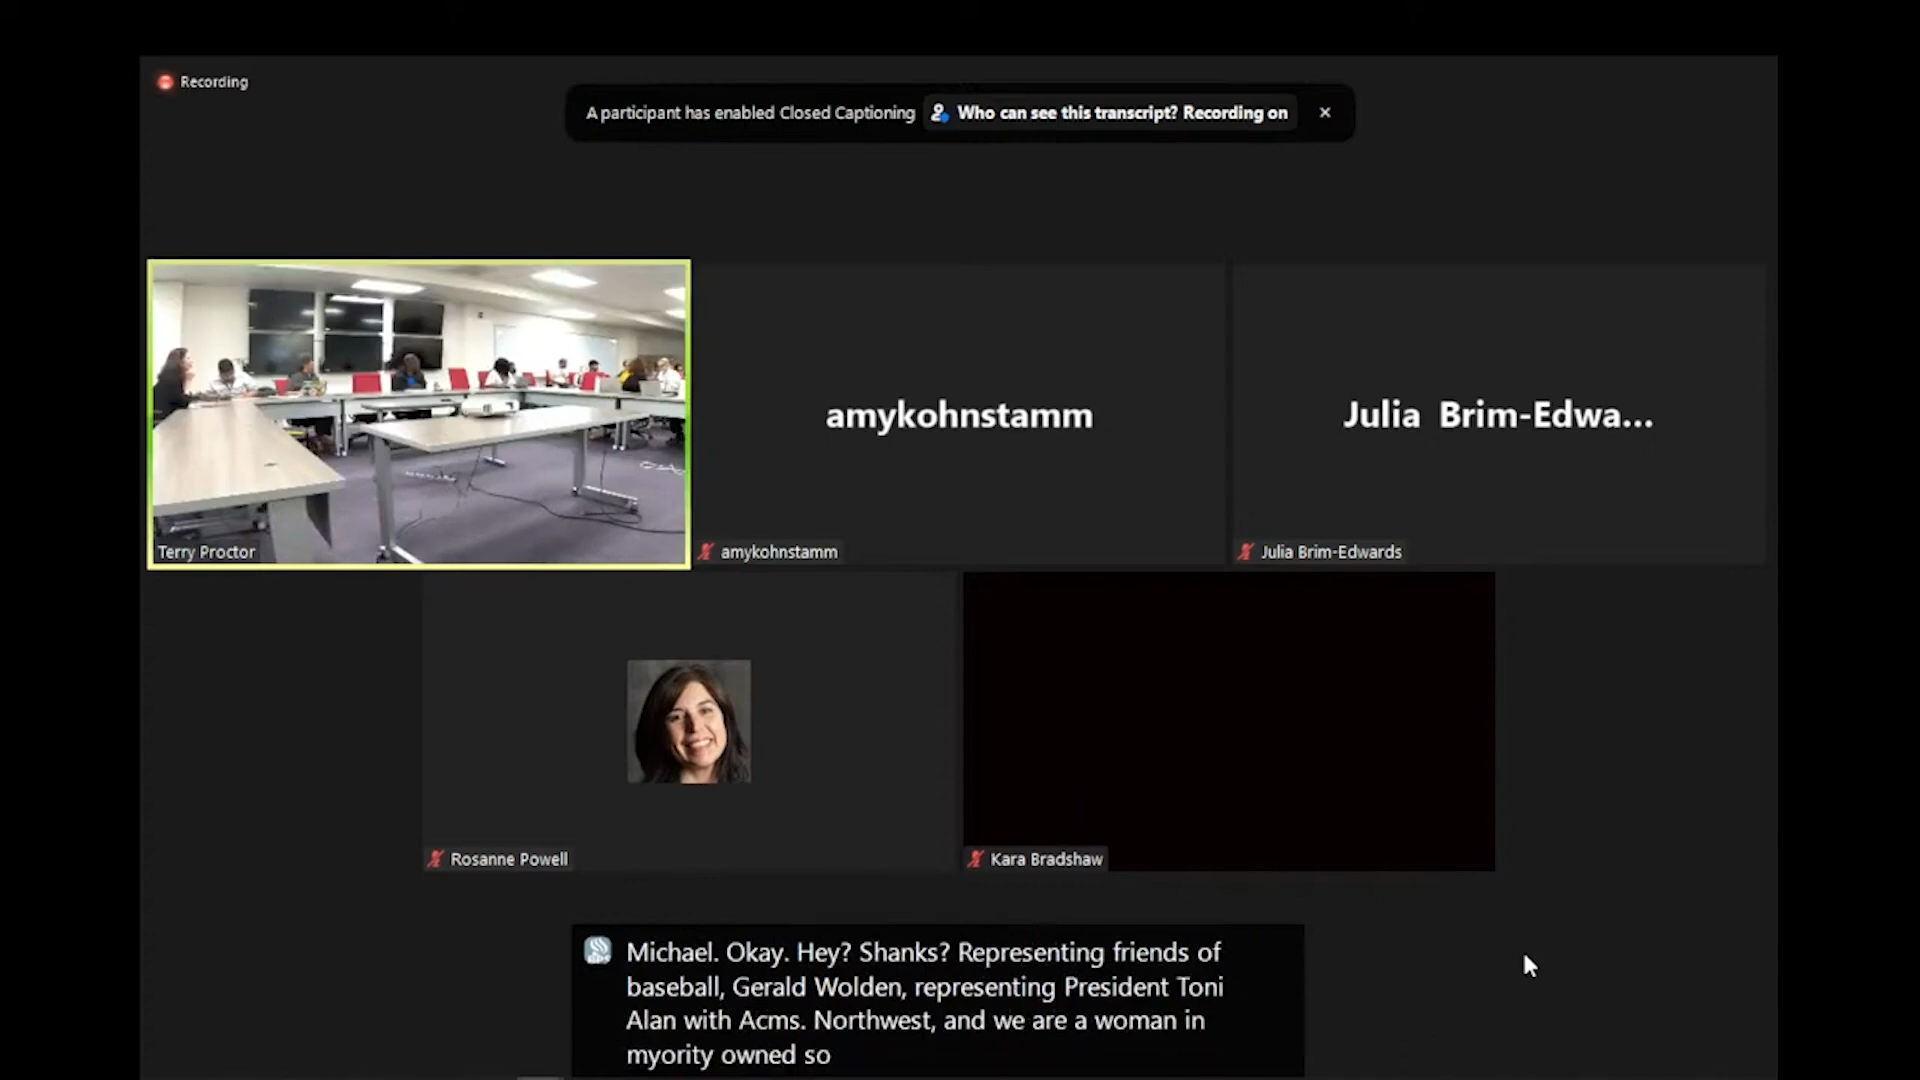 Recording
A participant has enabled Closed Captioning Who can see this transcript? Recording on
amykohnstamm
Julia Brim-Edwa...
Terry Proctor
amykohnstamm
Julia Brim-Edwards
Rosanne Powell
Kara Bradshaw
Michael. Okay. Hey? Shanks? Representing friends of
baseball, Gerald Wolden, representing President Toni
Alan with Acms. Northwest, and we are a woman in
myority owned so